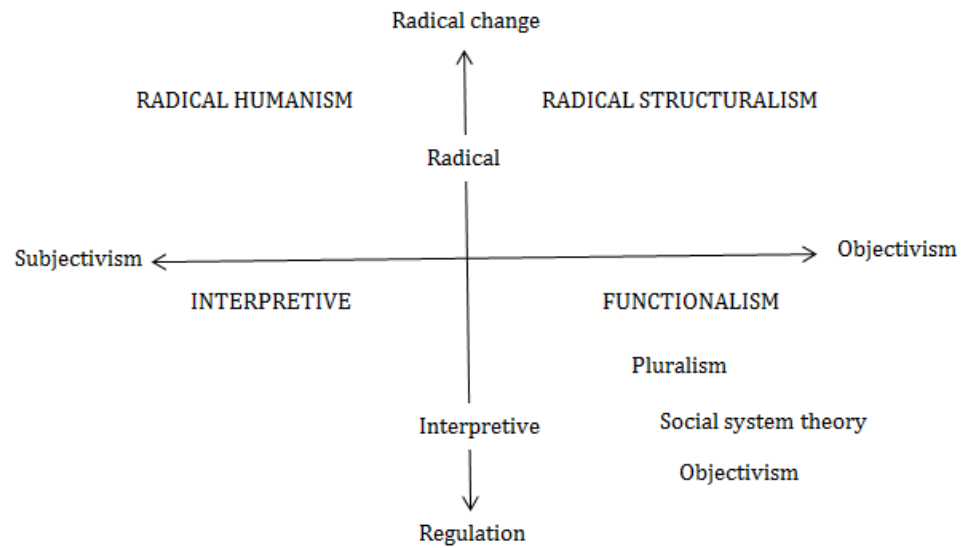 Radical change
RADICAL HUMANISM
RADICAL STRUCTURALISM
Radical
Subjectivism
Objectivism
INTERPRETIVE
FUNCTIONALISM
Pluralism
Interpretive
Social system theory
Objectivism
Regulation